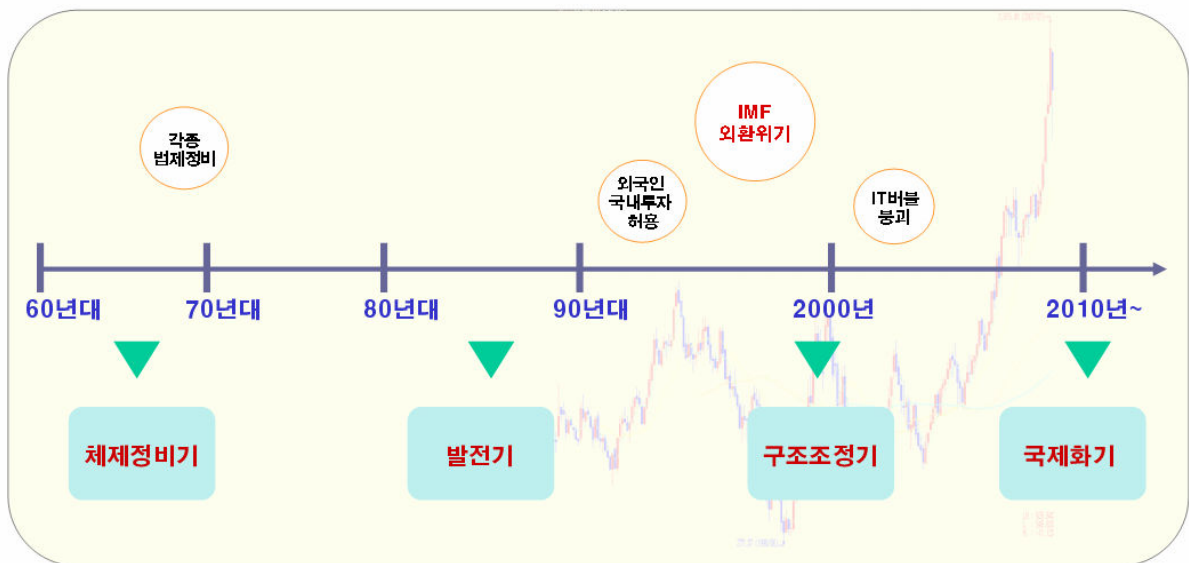 각종
법제정비
외국인
국내투자
허용
IMF
외환위기
IT버블
붕괴
60년대
70년대
80년대
90년대
2000년
2010년~
체제정비기
발전기
구조조정기
국제화기